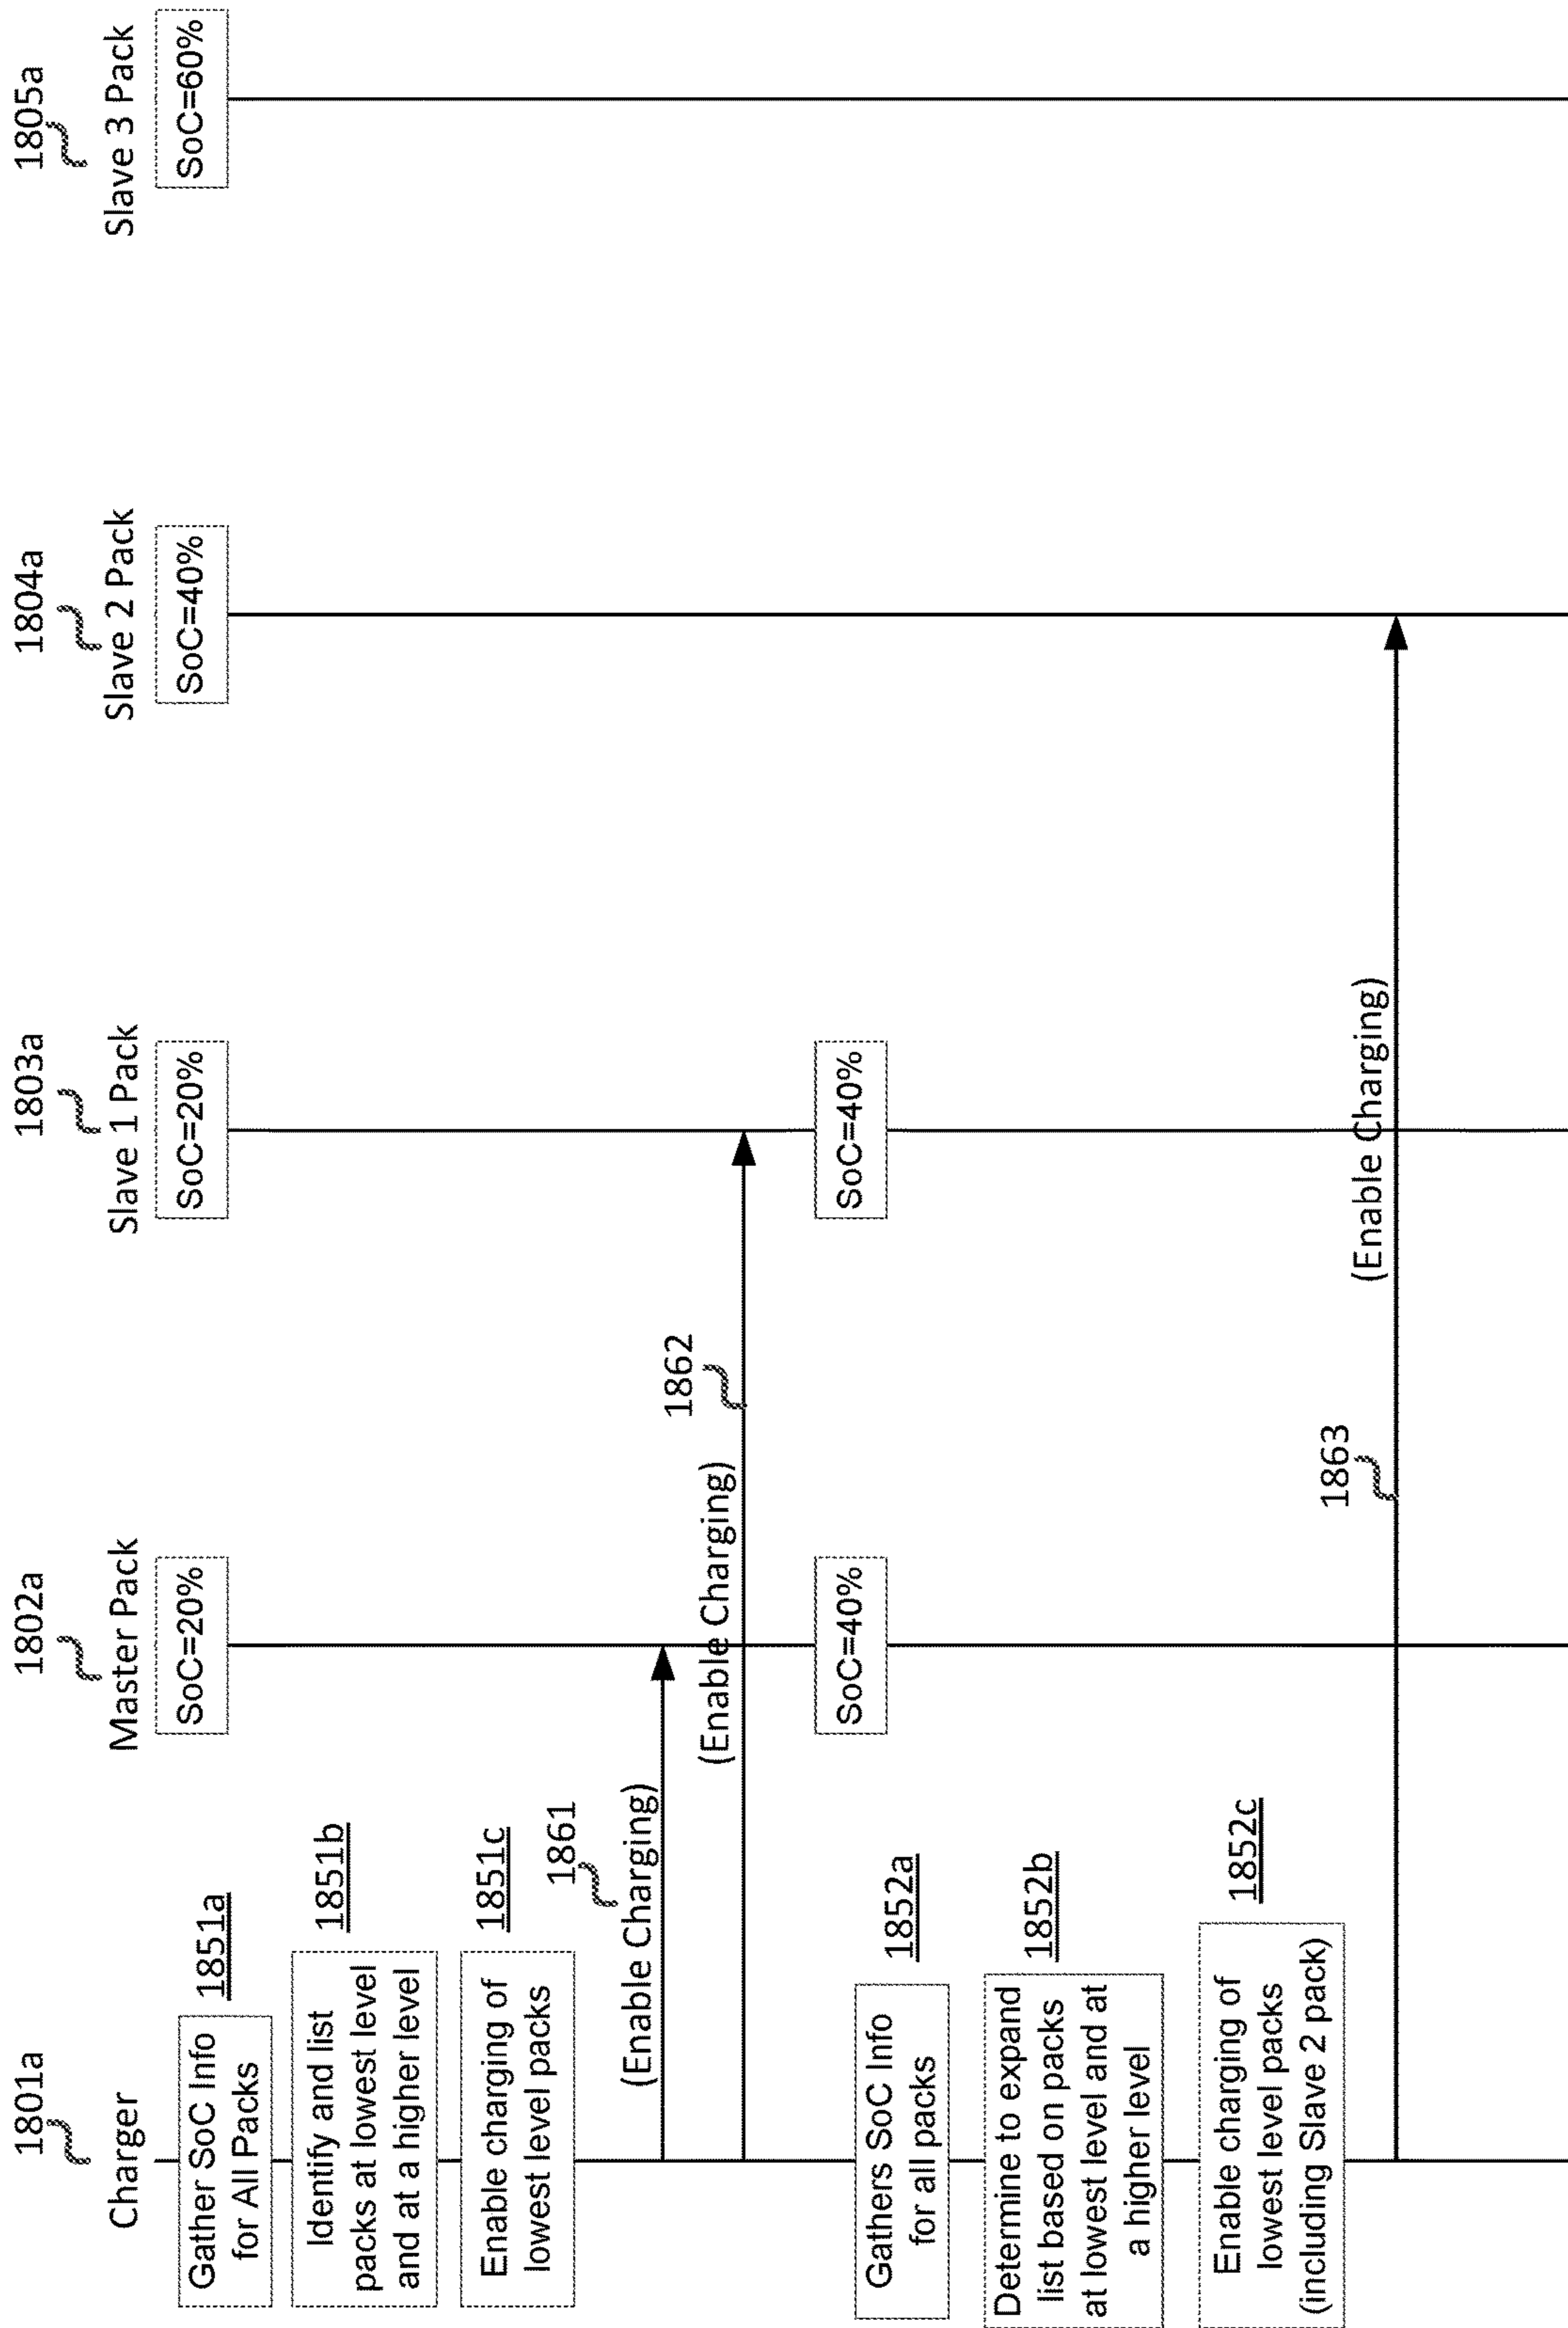 1801a
1802a
1803a
1804a
1805a
Charger
Master Pack
Slave 1 Pack
Slave 2 Pack
Slave 3 Pack
SoC=20%
SoC=20%
SoC=40%
SoC=60%
Gather SoC Info
for All Packs
1851a
Identify and list
packs at lowest level
and at a higher level
1851b
Enable charging of
lowest level packs
1851c
1861
(Enable Charging)
1862
(Enable Charging)
SoC=40%
SoC=40%
Gathers SoC Info
for all packs
1852a
Determine to expand
list based on packs
at lowest level and at
a higher level
1852b
Enable charging of
lowest level packs
(including Slave 2 pack)
1852c
1863
(Enable Charging)